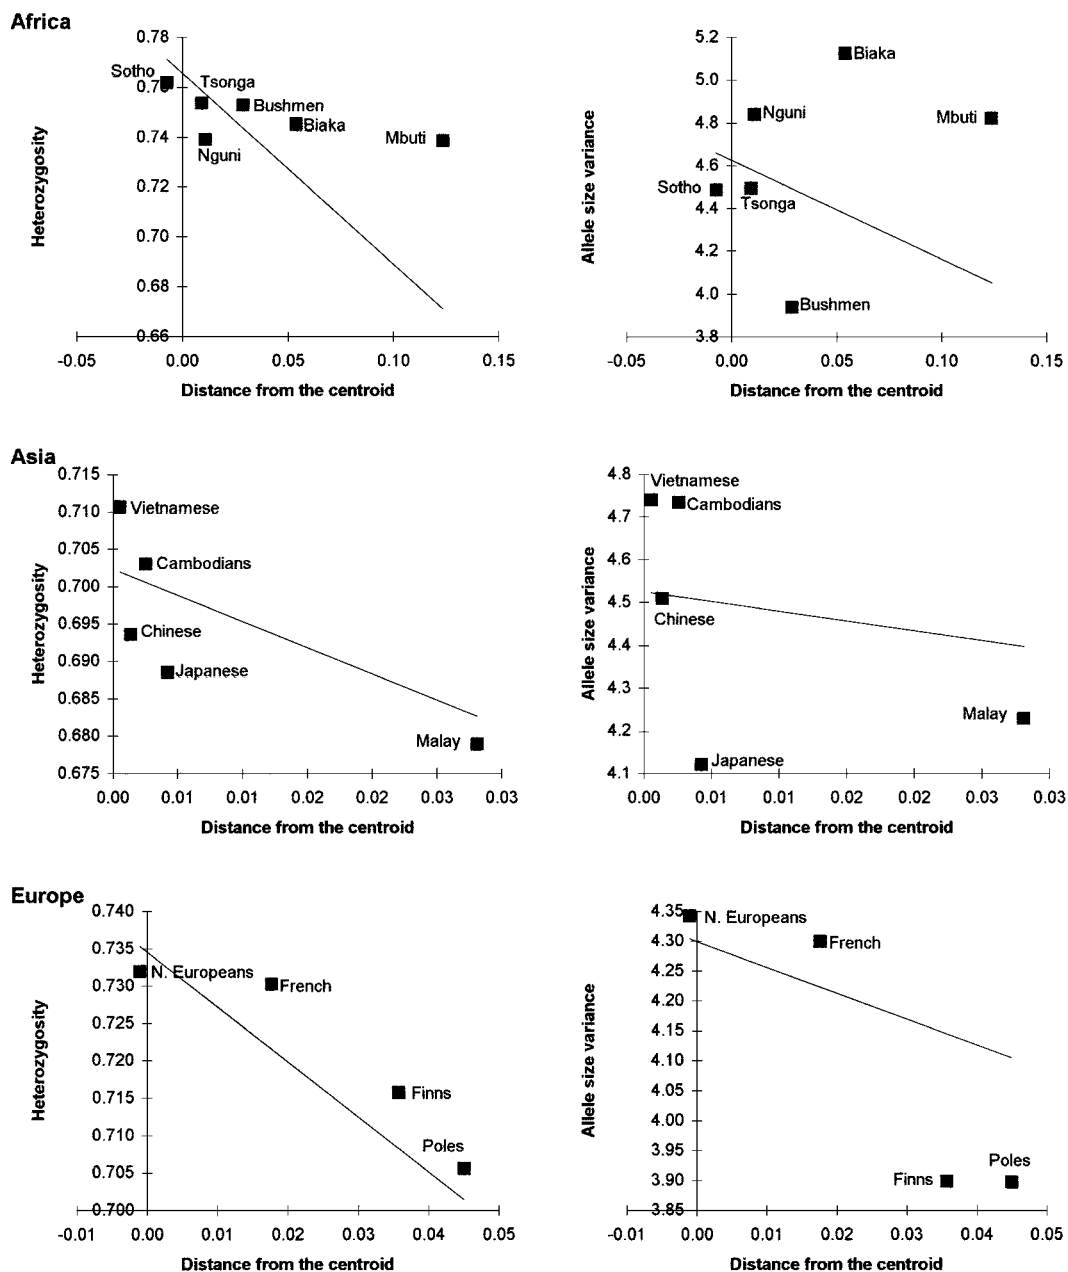 Africa
0.78
0.76
0.74
0.72
0.70
0.68
0.66
Heterozygosity
Sotho
Tsonga
Bushmen
Biaka
Nguni
Mbuti
-0.05 0.00 0.05 0.10 0.15
Distance from the centroid
5.2
5.0
4.8
4.6
4.4
4.2
4.0
3.8
Allele size variance
Biaka
Nguni
Mbuti
Sotho
Tsonga
Bushmen
-0.05 0.00 0.05 0.10 0.15
Distance from the centroid
Asia
0.715
0.710
0.705
0.700
0.695
0.690
0.685
0.680
0.675
Heterozygosity
Vietnamese
Cambodians
Chinese
Japanese
Malay
0.00 0.01 0.01 0.02 0.02 0.03 0.03
Distance from the centroid
4.8
4.7
4.6
4.5
4.4
4.3
4.2
4.1
Allele size variance
Vietnamese
Cambodians
Chinese
Malay
Japanese
0.00 0.01 0.01 0.02 0.02 0.03 0.03
Distance from the centroid
Europe
0.740
0.735
0.730
0.725
0.720
0.715
0.710
0.705
0.700
Heterozygosity
N. Europeans
French
Finns
Poles
-0.01 0.00 0.01 0.02 0.03 0.04 0.05
Distance from the centroid
4.35
4.30
4.25
4.20
4.15
4.10
4.05
4.00
3.95
3.90
3.85
Allele size variance
N. Europeans
French
Poles
Finns
-0.01 0.00 0.01 0.02 0.03 0.04 0.05
Distance from the centroid